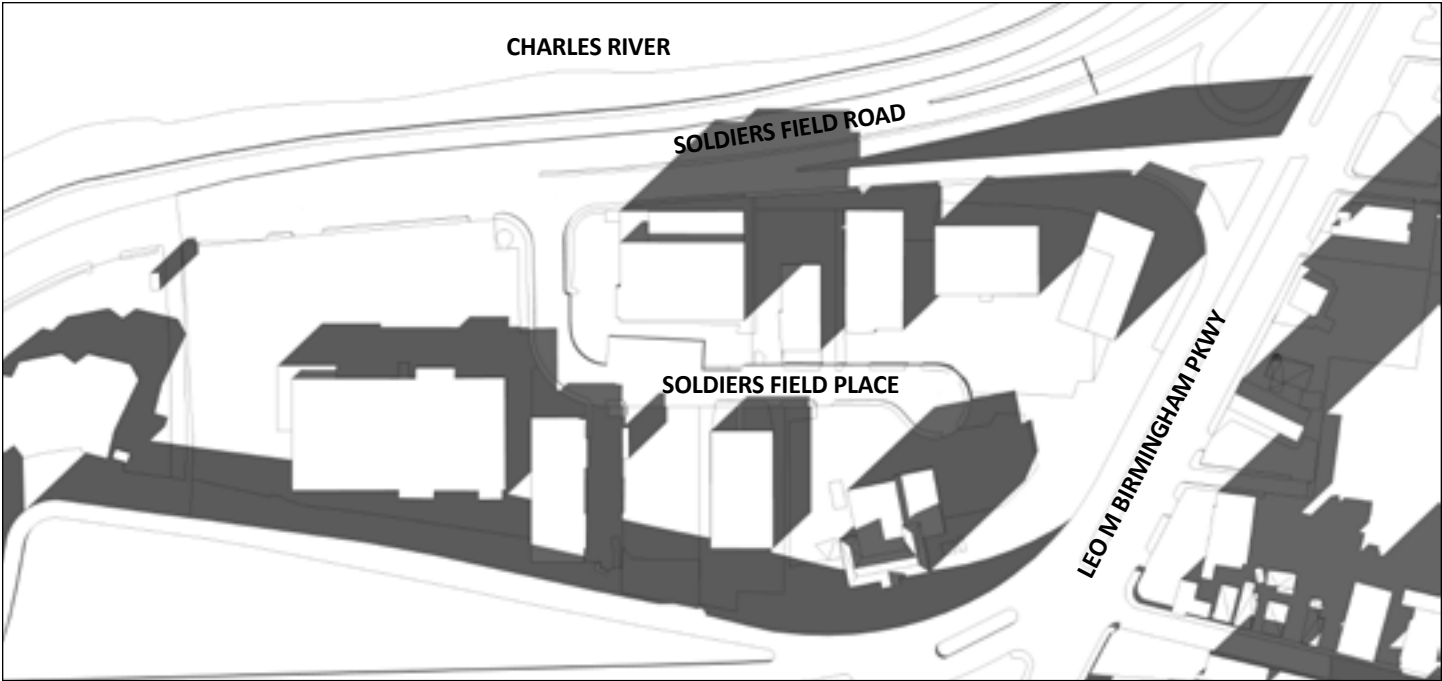 CHARLES RIVER
SOLDIERS FIELD ROAD
SOLDIERS FIELD PLACE
LEO M BIRMINGHAM PKWY